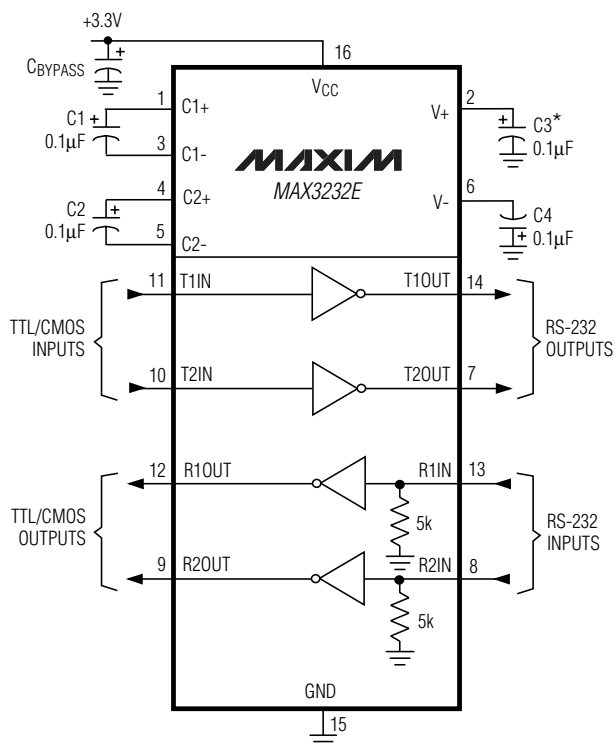 +3.3V
CBYPASS
+
16
VCC
1
C1+
C1
+
0.1µF
3
C1-
4
C2+
C2
+
0.1µF
5
C2-
MAXIM
MAX3232E
2
V+
+
C3*
0.1µF
6
V-
C4
+
0.1µF
TTL/CMOS
INPUTS
11
T1IN
T1OUT
14
10
T2IN
T2OUT
7
RS-232
OUTPUTS
TTL/CMOS
OUTPUTS
12
R1OUT
R1IN
13
5k
9
R2OUT
R2IN
8
5k
RS-232
INPUTS
GND
15